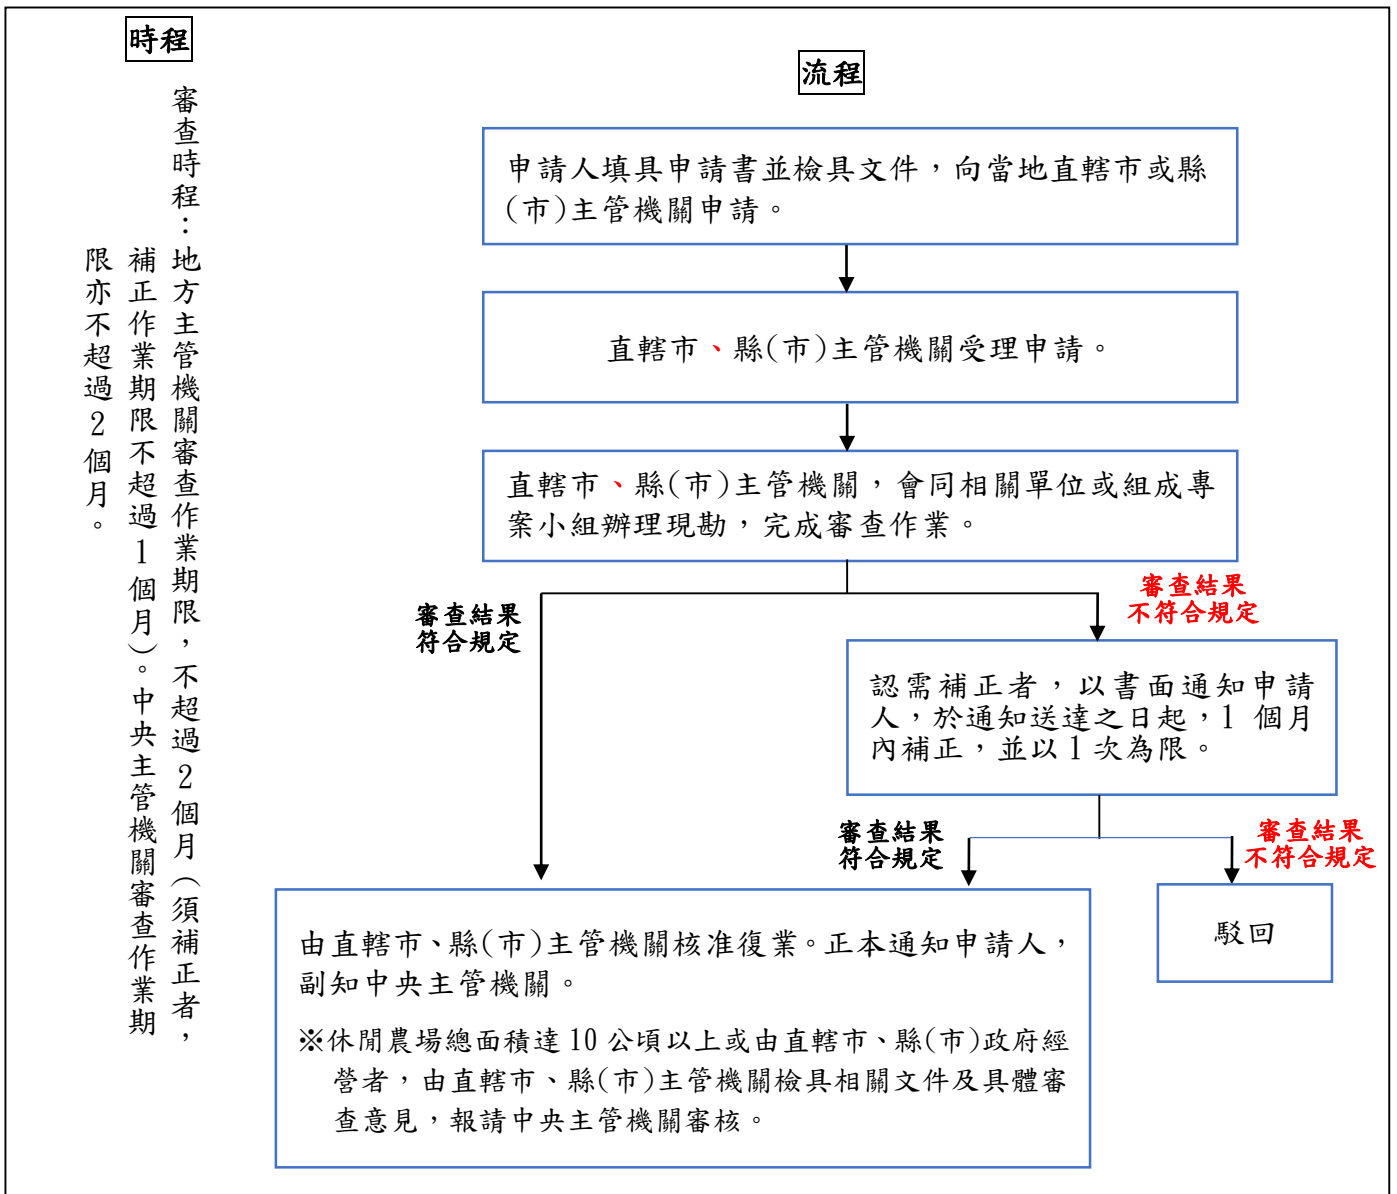 時程
審查時程：地方主管機關審查作業期限，不超過2個月（須補正者，
補正作業期限不超過1個月）。中央主管機關審查作業期
限亦不超過2個月。
流程
申請人填具申請書並檢具文件，向當地直轄市或縣
(市)主管機關申請。
直轄市、縣(市)主管機關受理申請。
直轄市、縣(市)主管機關，會同相關單位或組成專
案小組辦理現勘，完成審查作業。
審查結果
符合規定
審查結果
不符合規定
認需補正者，以書面通知申請
人，於通知送達之日起，1 個月
內補正，並以1次為限。
審查結果
符合規定
審查結果
不符合規定
由直轄市、縣(市)主管機關核准復業。正本通知申請人，
副知中央主管機關。
※休閒農場總面積達10公頃以上或由直轄市、縣(市)政府經
營者，由直轄市、縣(市)主管機關檢具相關文件及具體審
查意見，報請中央主管機關審核。
駁回